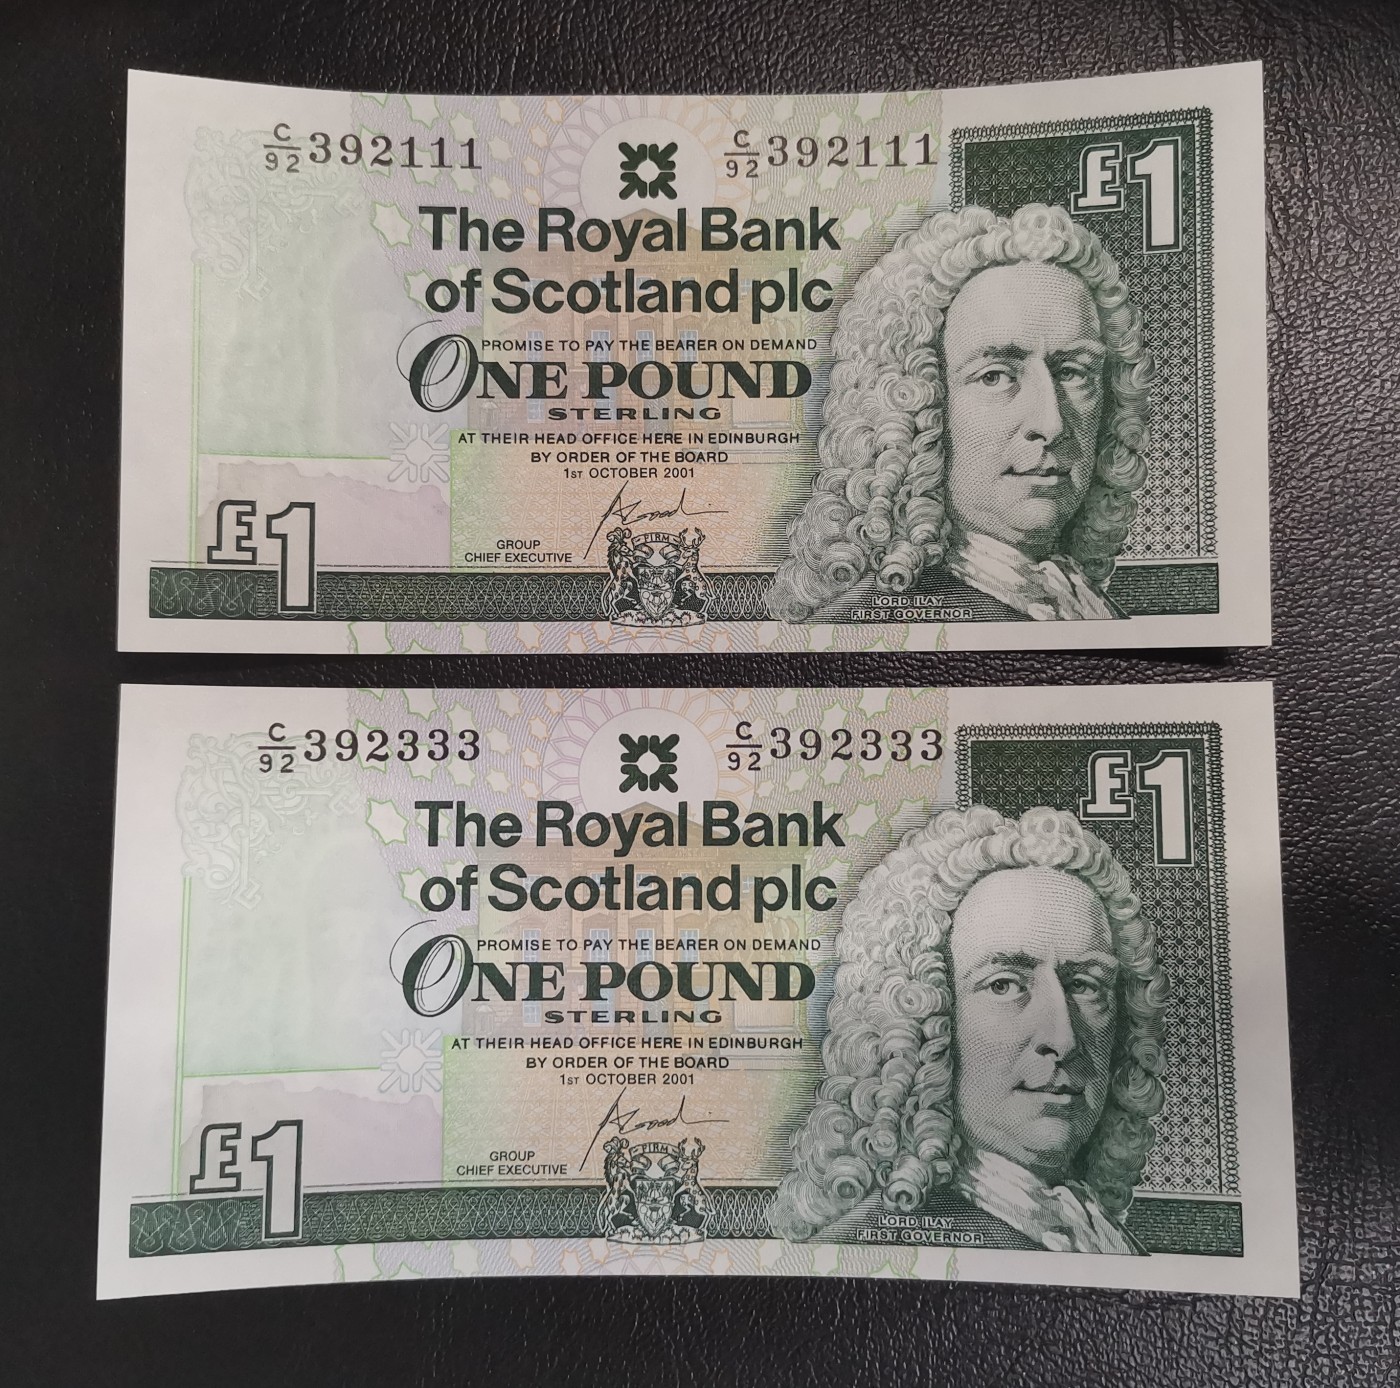 C/92 392111 C/92 392111
£1
The Royal Bank
of Scotland plc
PROMISE TO PAY THE BEARER ON DEMAND
ONE POUND
STERLING
AT THEIR HEAD OFFICE HERE IN EDINBURGH
BY ORDER OF THE BOARD
1ST OCTOBER 2001
£1
GROUP
CHIEF EXECUTIVE
FIRM
LORD ILAY
FIRST GOVERNOR
C/92 392333 C/92 392333
£1
The Royal Bank
of Scotland plc
PROMISE TO PAY THE BEARER ON DEMAND
ONE POUND
STERLING
AT THEIR HEAD OFFICE HERE IN EDINBURGH
BY ORDER OF THE BOARD
1ST OCTOBER 2001
£1
GROUP
CHIEF EXECUTIVE
FIRM
LORD ILAY
FIRST GOVERNOR